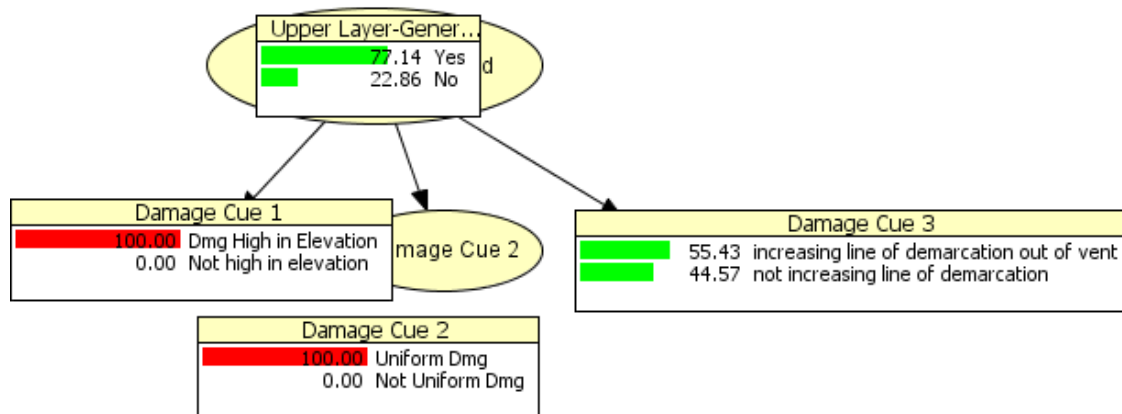 Upper Layer-Gener...
77.14 Yes
22.86 No
d
Damage Cue 1
100.00 Dmg High in Elevation
0.00 Not high in elevation
mage Cue 2
Damage Cue 3
55.43 increasing line of demarcation out of vent
44.57 not increasing line of demarcation
Damage Cue 2
100.00 Uniform Dmg
0.00 Not Uniform Dmg